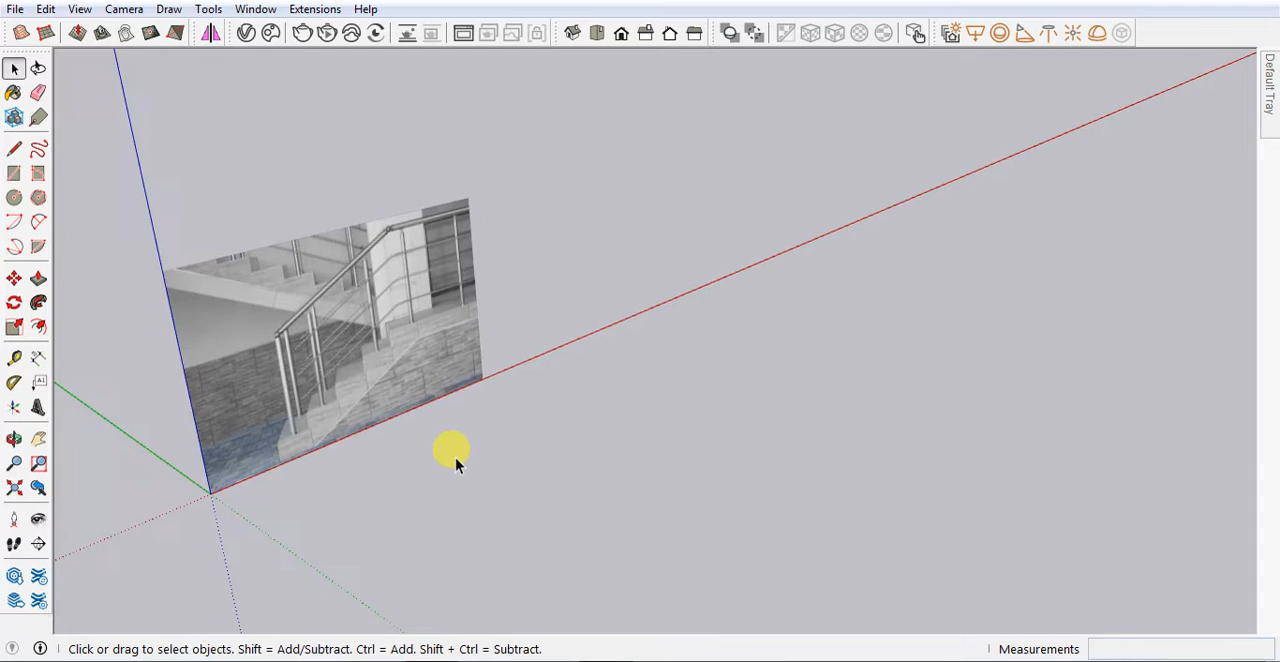 File Edit View Camera Draw Tools Window Extensions Help
Default Tray
A1
Click or drag to select objects. Shift = Add/Subtract. Ctrl = Add. Shift + Ctrl = Subtract.
Measurements